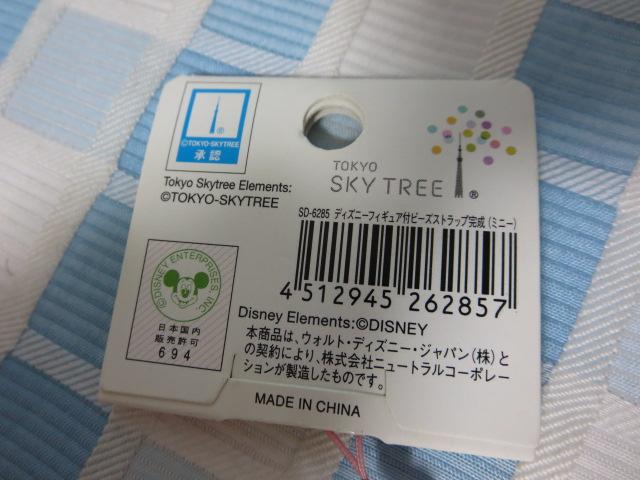 ®
©TOKYO-SKYTREE
承認
Tokyo Skytree Elements:
©TOKYO-SKYTREE
TOKYO
SKY TREE ®
SD-6285 ディズニーフィギュア付ビーズストラップ完成(ミニー)
4 512945 262857
©DISNEY ENTERPRISES INC.
日本国内
販売許可
694
Disney Elements:©DISNEY
本商品は、ウォルト・ディズニー・ジャパン(株)と
の契約により、株式会社ニュートラルコーポレー
ションが製造したものです。
MADE IN CHINA